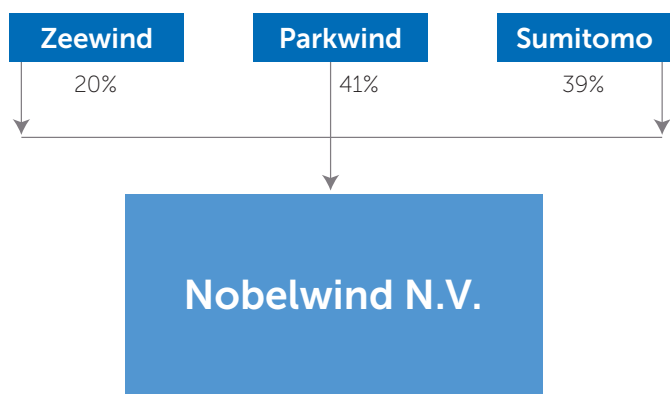 Zeewind
Parkwind
Sumitomo
20%
41%
39%
Nobelwind N.V.